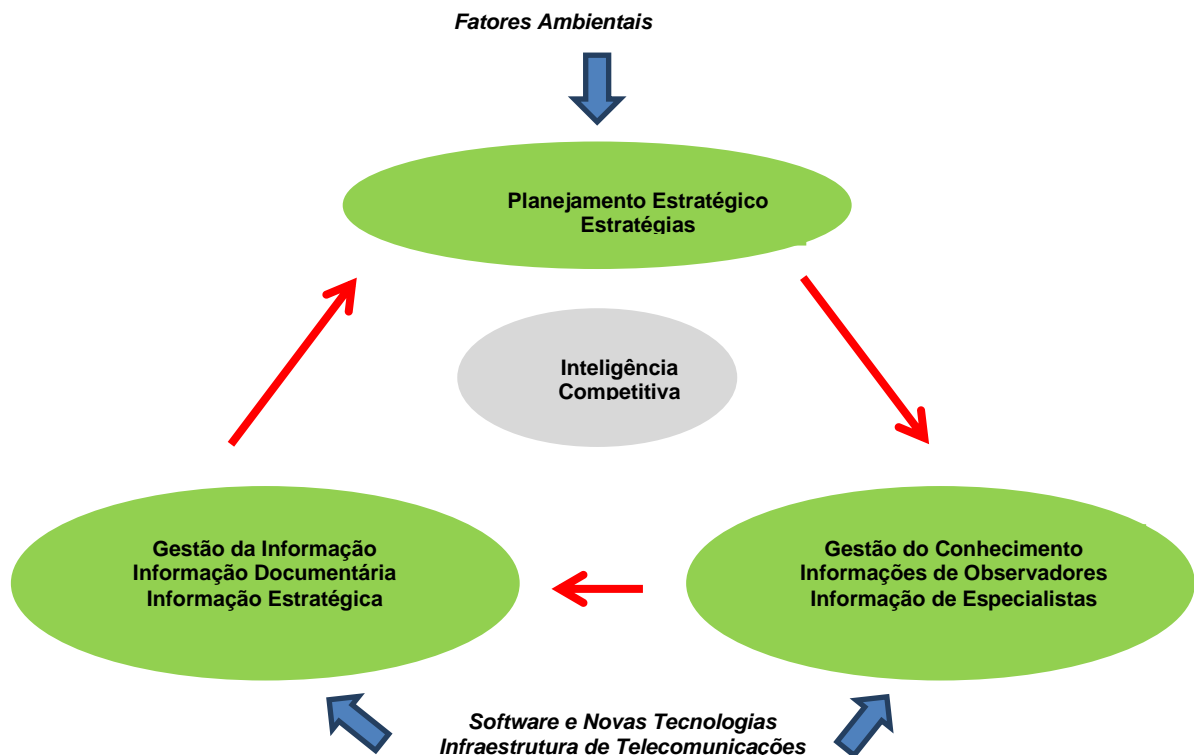 Fatores Ambientais
Planejamento Estratégico
Estratégias
Inteligência
Competitiva
Gestão da Informação
Informação Documentária
Informação Estratégica
Gestão do Conhecimento
Informações de Observadores
Informação de Especialistas
Software e Novas Tecnologias
Infraestrutura de Telecomunicações